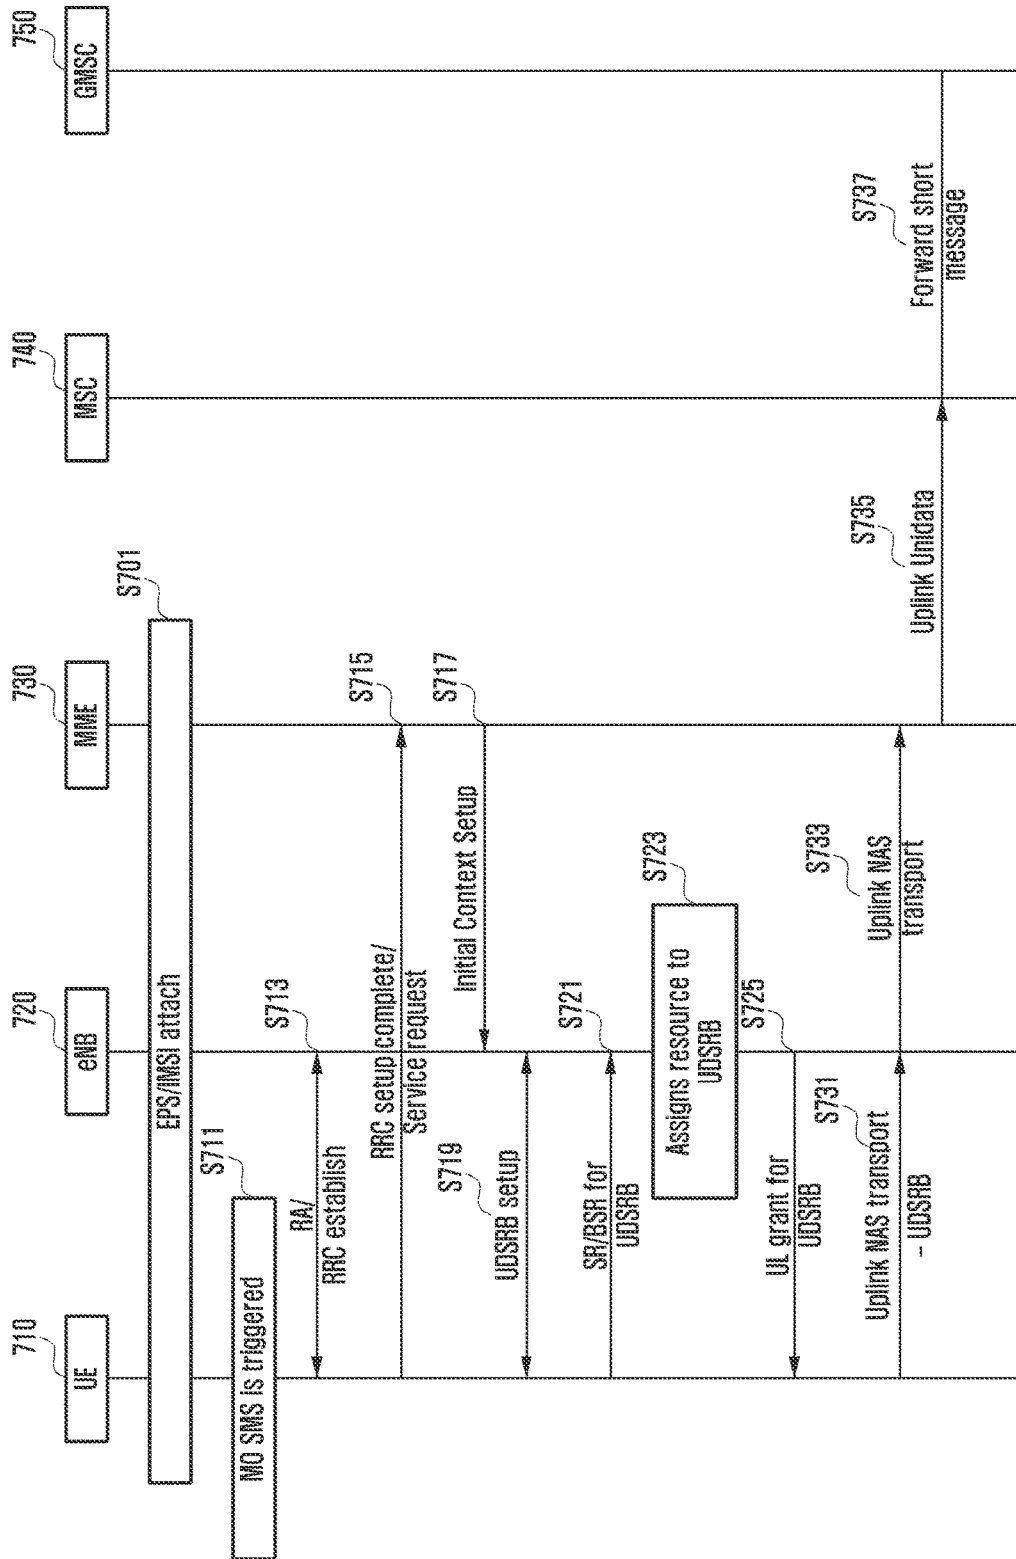 710
720
730
740
750
UE
eNB
MME
MSC
GMSC
S701
EPS/IMSI attach
S711
MO SMS is triggered
S713
RA/
RRC establish
S715
RRC setup complete/
Service request
S717
Initial Context Setup
S719
UDSRB setup
S721
SR/BSR for
UDSRB
S723
Assigns resource to
UDSRB
S725
UL grant for
UDSRB
S731
Uplink NAS transport
– UDSRB
S733
Uplink NAS
transport
S735
Uplink Unidata
S737
Forward short
message